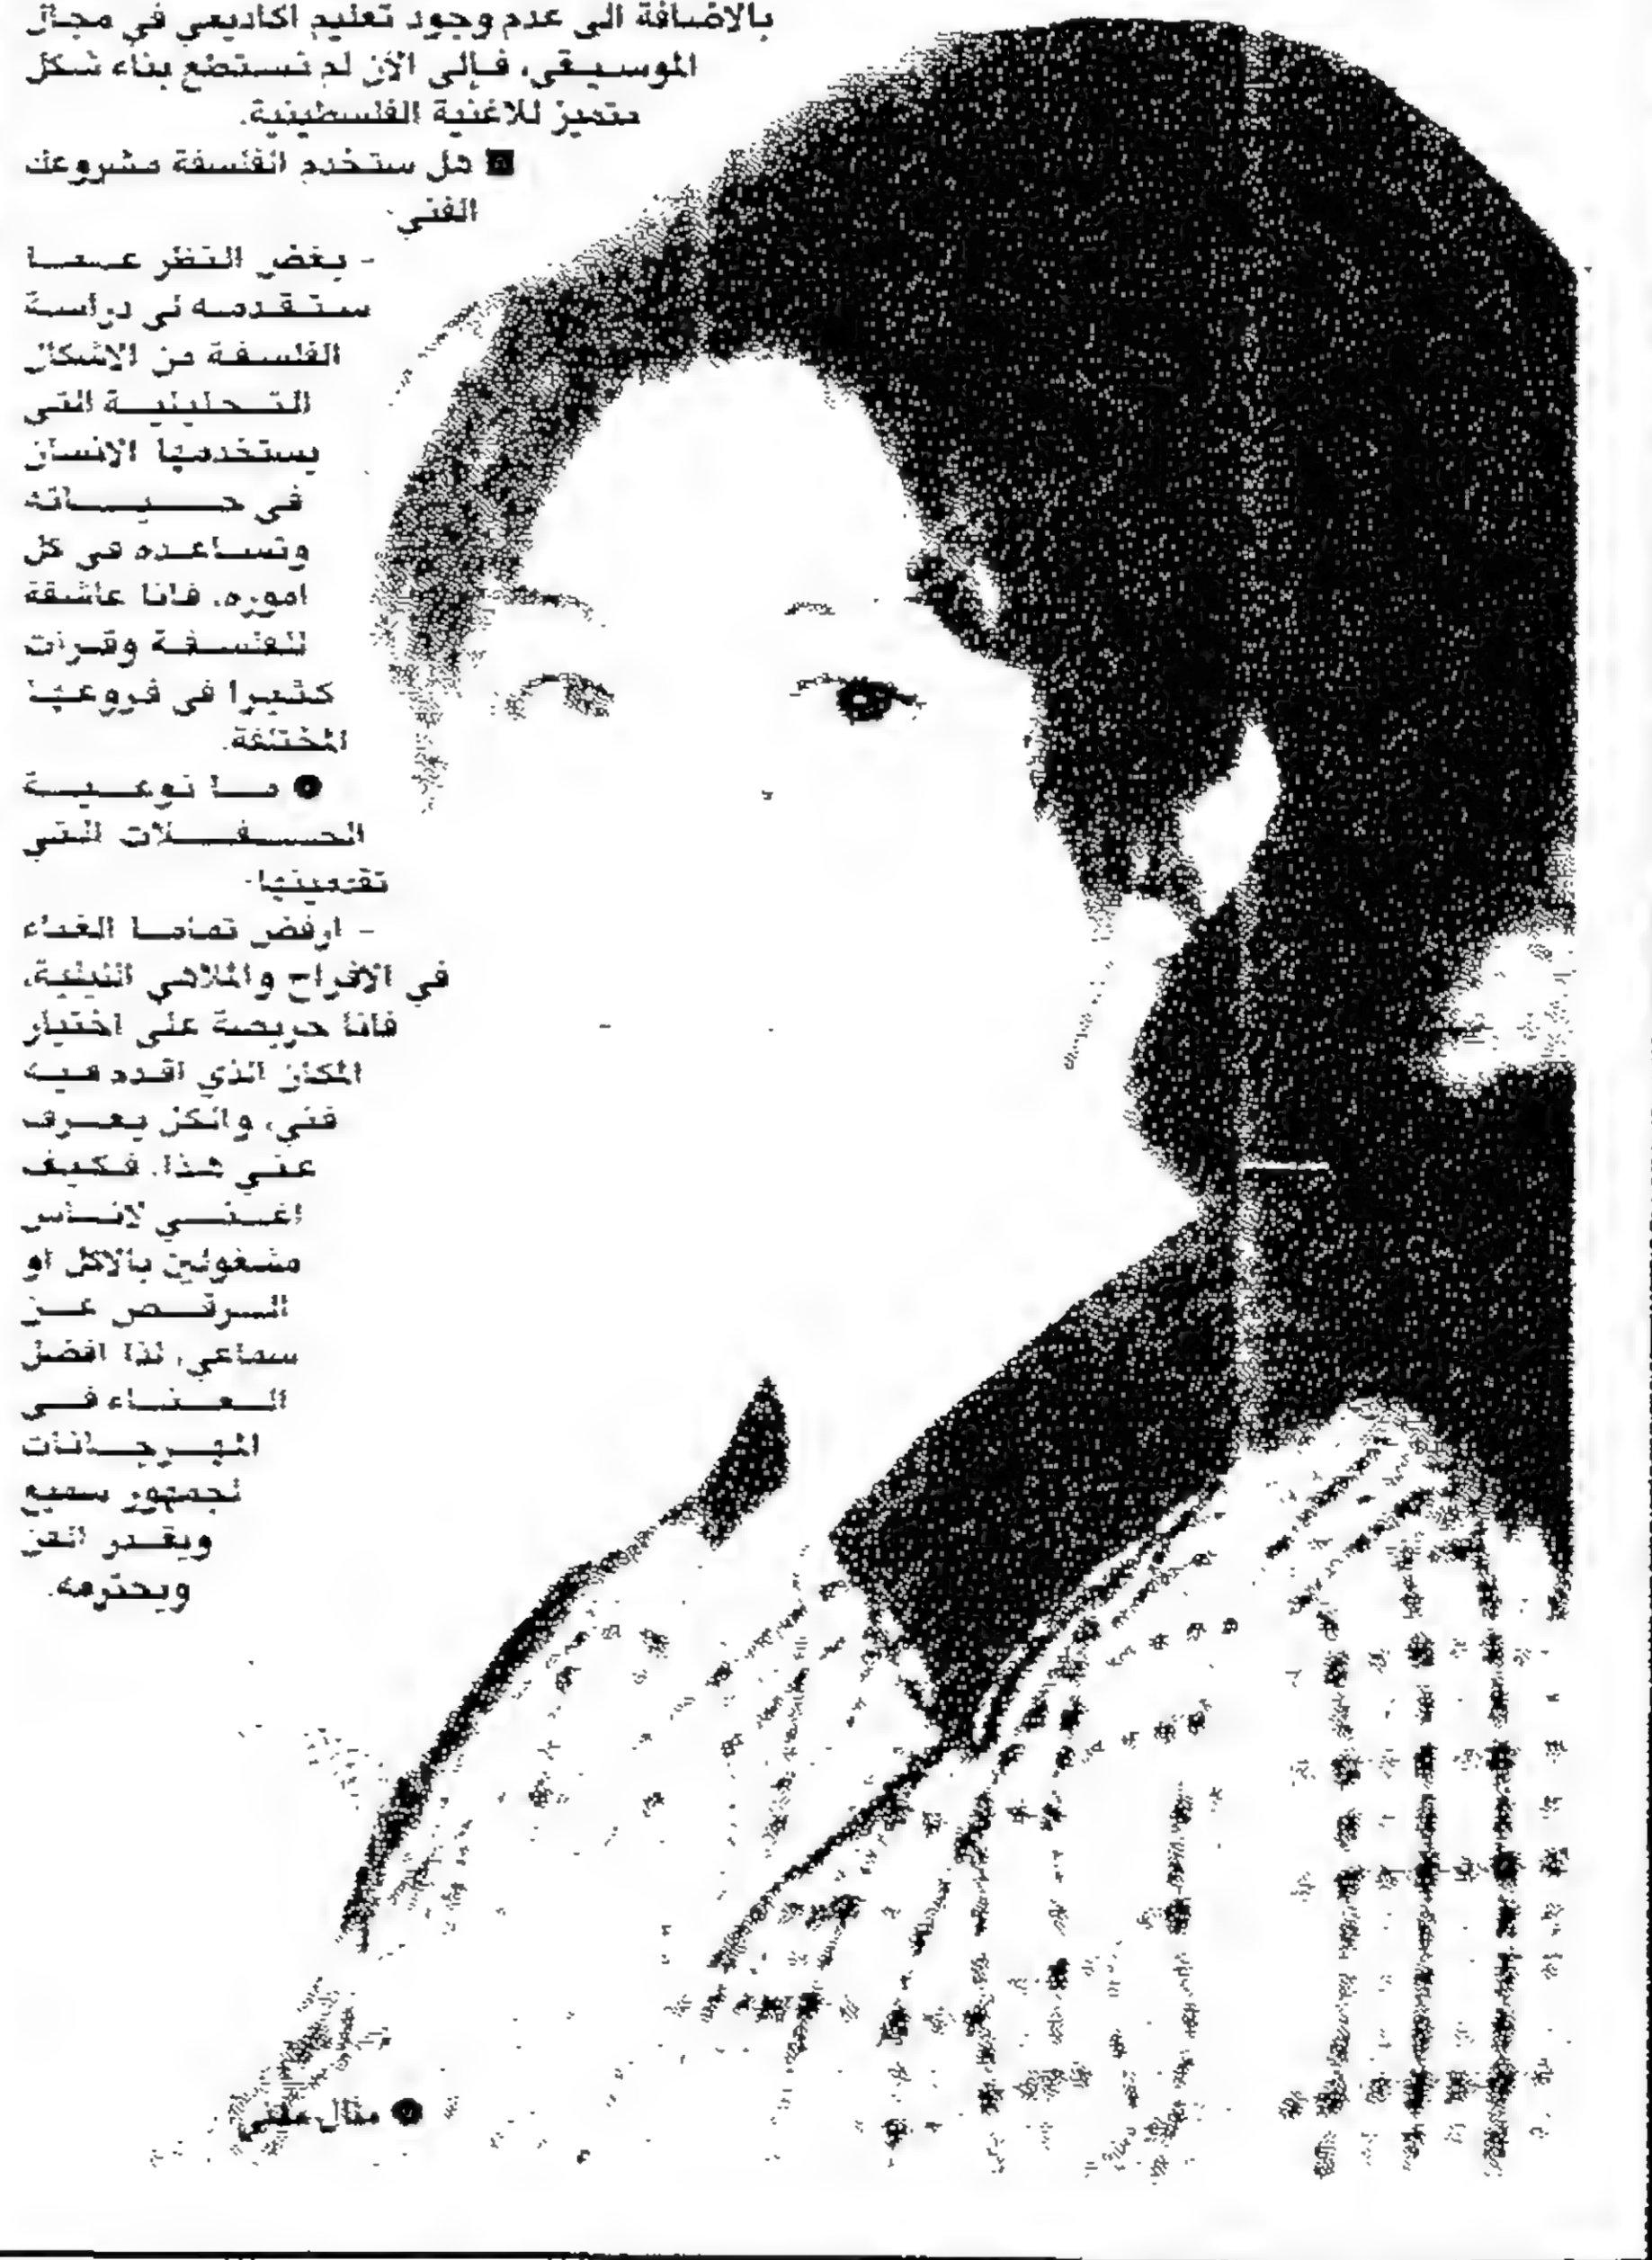 بالاضافة الى عدم وجود تعليم اكاديمي في مجال
الموسيقى، فإلى الآن لم نستطع بناء شكل
متميز للاغنية الفلسطينية.
هل ستخدم الفلسفة مشروعك
الفني-
- بغض النظر عما
ستقدمه لي دراسة
الفلسفة من الاشكال
التحليلية التي
يستخدمها الانسان
في حياته
وتساعده في كل
اموره، فانا عاشقة
للفلسفة وقرات
كثيرا في فروعها
المختلفة.
● ما نوعية
الحفلات التي
تقدمينها-
- ارفض تماما الغناء
في الافراح والملاهي الليلية،
فانا حريصة على اختيار
المكان الذي اقدم فيه
فني، والكل يعرف
عني هذا، فكيف
اغني لاناس
مشغولين بالاكل او
الرقص عن
سماعي، لذا افضل
الغناء في
المهرجانات
لجمهور سميع
ويقدر الفن
ويحترمه.
● منال